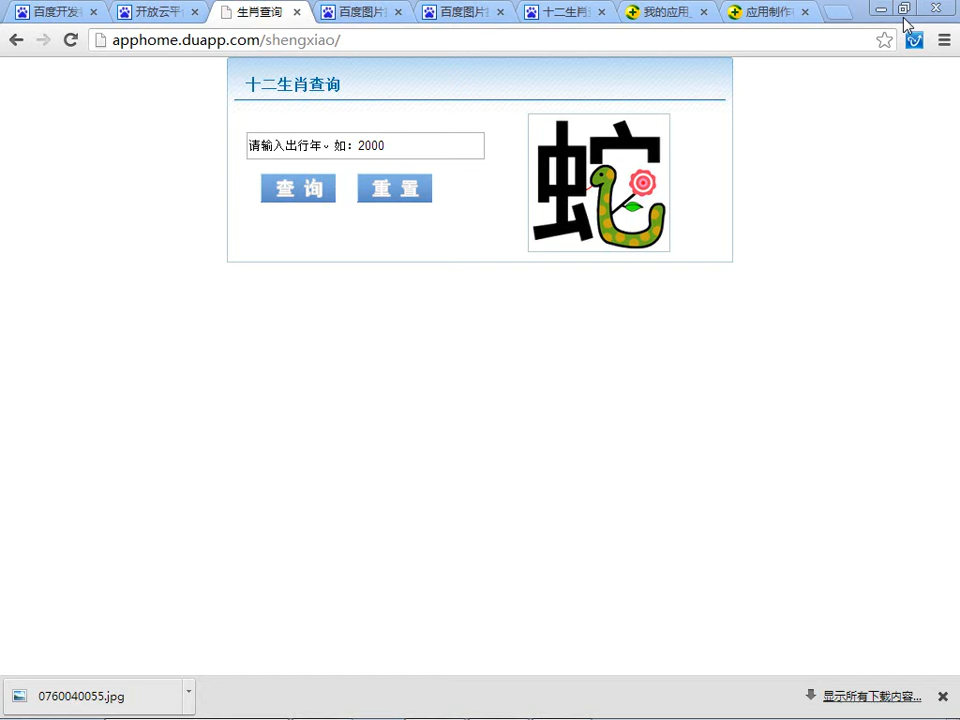 百度开发 开放云平 生肖查询 百度图片 百度图片 十二生肖 我的应用 应用制作
apphome.duapp.com/shengxiao/
十二生肖查询
请输入出行年。如：2000
查 询 重 置
蛇
0760040055.jpg
显示所有下载内容...